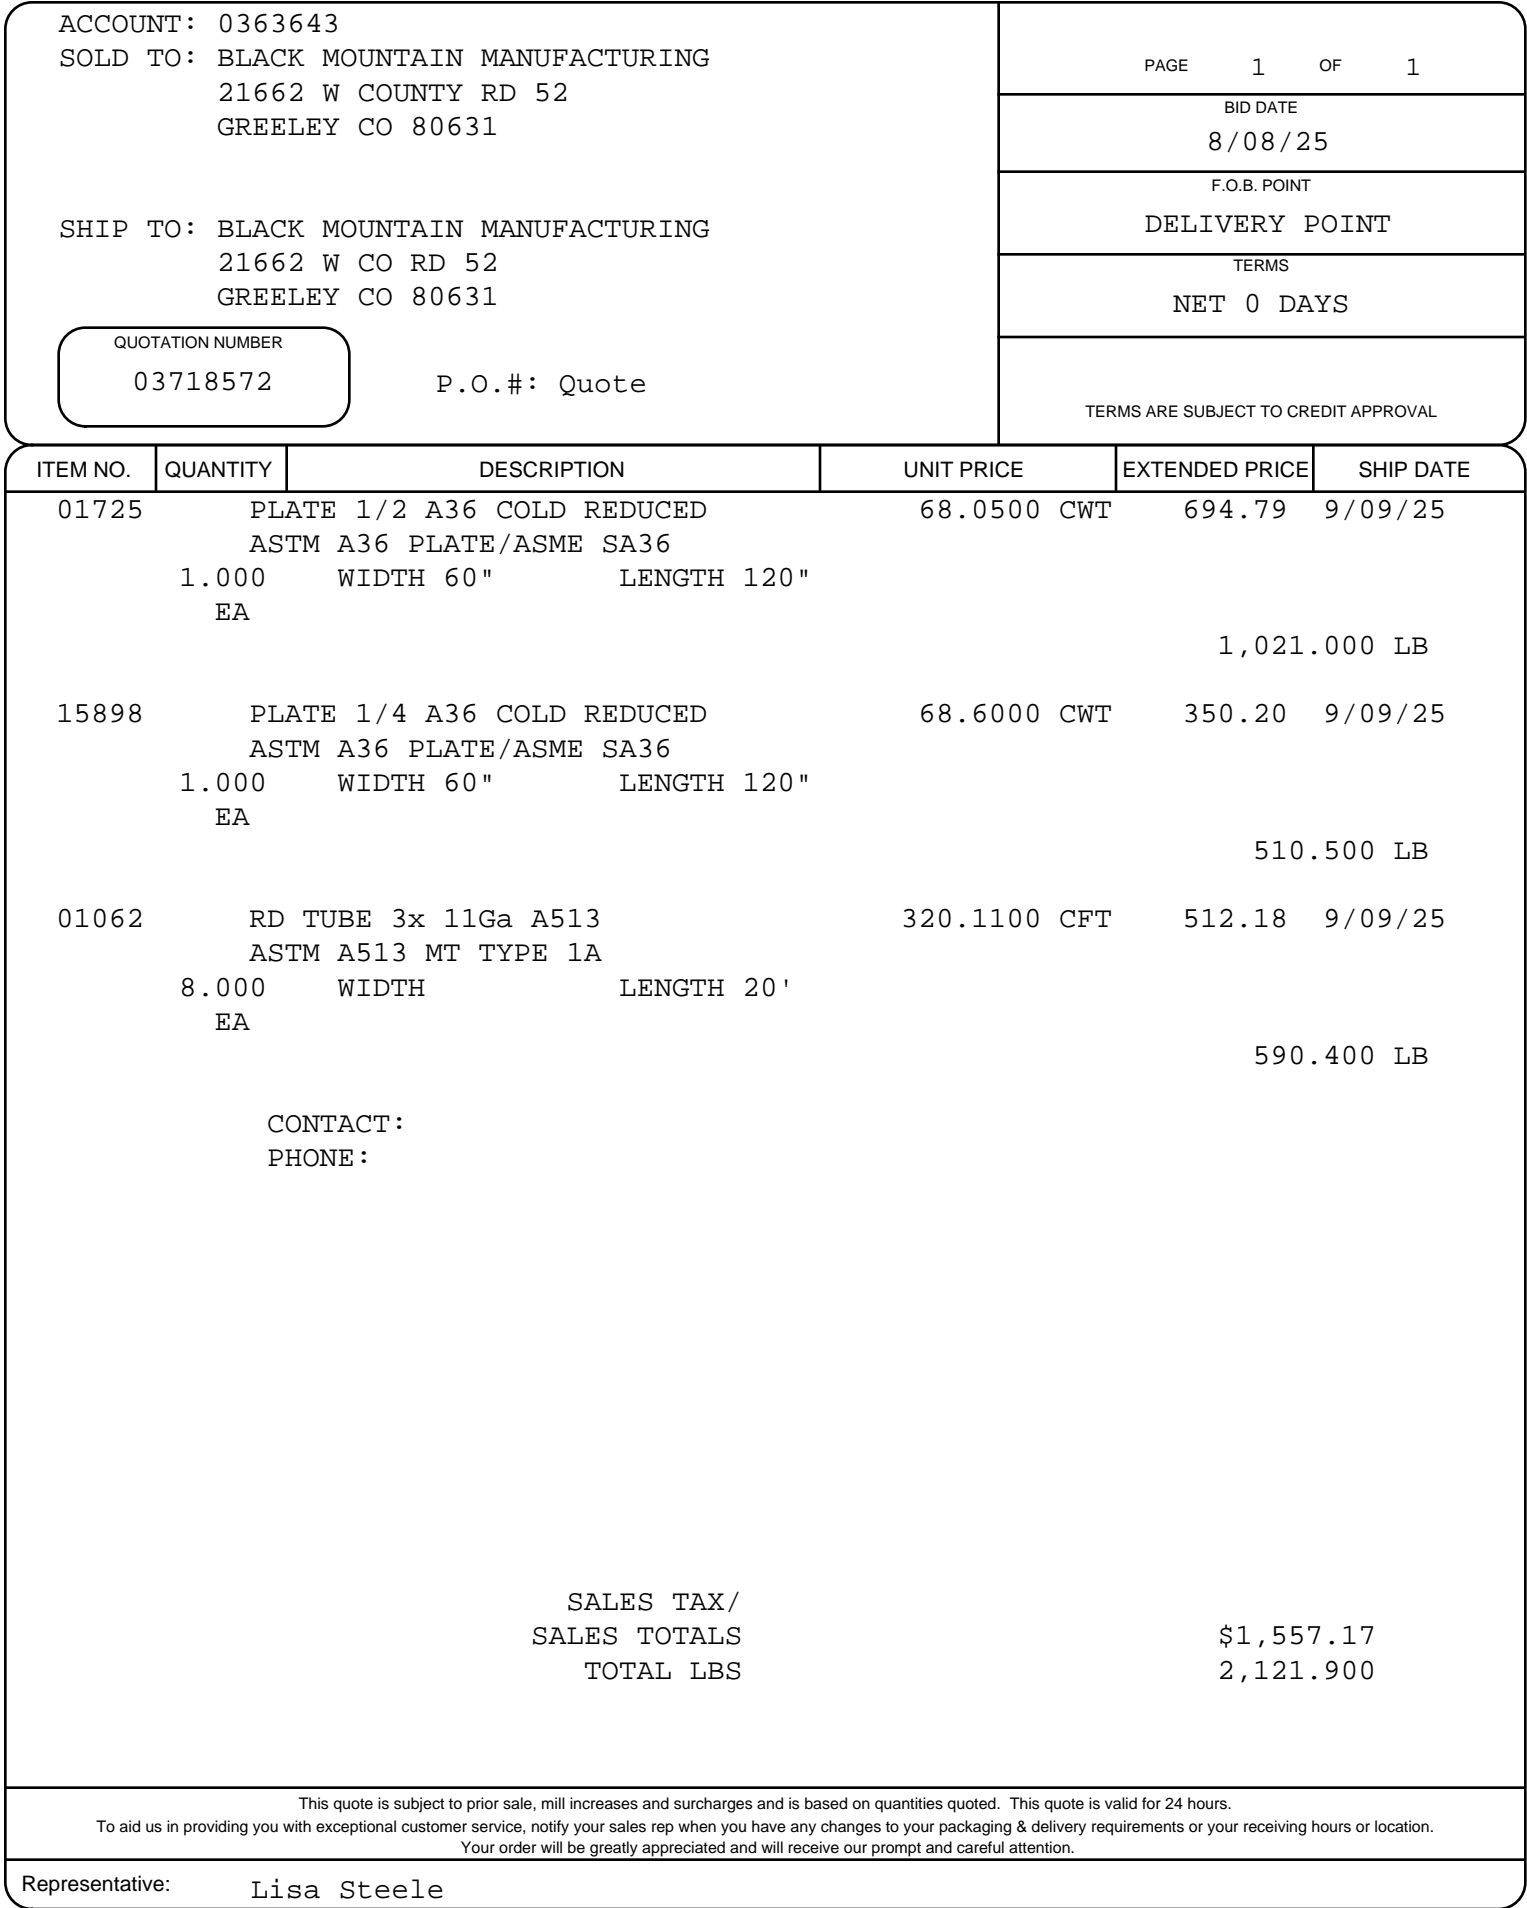 ACCOUNT: 0363643
SOLD TO: BLACK MOUNTAIN MANUFACTURING
21662 W COUNTY RD 52
GREELEY CO 80631
SHIP TO: BLACK MOUNTAIN MANUFACTURING
21662 W CO RD 52
GREELEY CO 80631
QUOTATION NUMBER
03718572
P.O.#: Quote
PAGE 1 OF 1
BID DATE
8/08/25
F.O.B. POINT
DELIVERY POINT
TERMS
NET 0 DAYS
TERMS ARE SUBJECT TO CREDIT APPROVAL
ITEM NO. QUANTITY DESCRIPTION UNIT PRICE EXTENDED PRICE SHIP DATE
01725 PLATE 1/2 A36 COLD REDUCED 68.0500 CWT 694.79 9/09/25
ASTM A36 PLATE/ASME SA36
1.000 WIDTH 60" LENGTH 120"
EA
1,021.000 LB
15898 PLATE 1/4 A36 COLD REDUCED 68.6000 CWT 350.20 9/09/25
ASTM A36 PLATE/ASME SA36
1.000 WIDTH 60" LENGTH 120"
EA
510.500 LB
01062 RD TUBE 3x 11Ga A513 320.1100 CFT 512.18 9/09/25
ASTM A513 MT TYPE 1A
8.000 WIDTH LENGTH 20'
EA
590.400 LB
CONTACT:
PHONE:
SALES TAX/
SALES TOTALS $1,557.17
TOTAL LBS 2,121.900
This quote is subject to prior sale, mill increases and surcharges and is based on quantities quoted. This quote is valid for 24 hours.
To aid us in providing you with exceptional customer service, notify your sales rep when you have any changes to your packaging & delivery requirements or your receiving hours or location.
Your order will be greatly appreciated and will receive our prompt and careful attention.
Representative: Lisa Steele